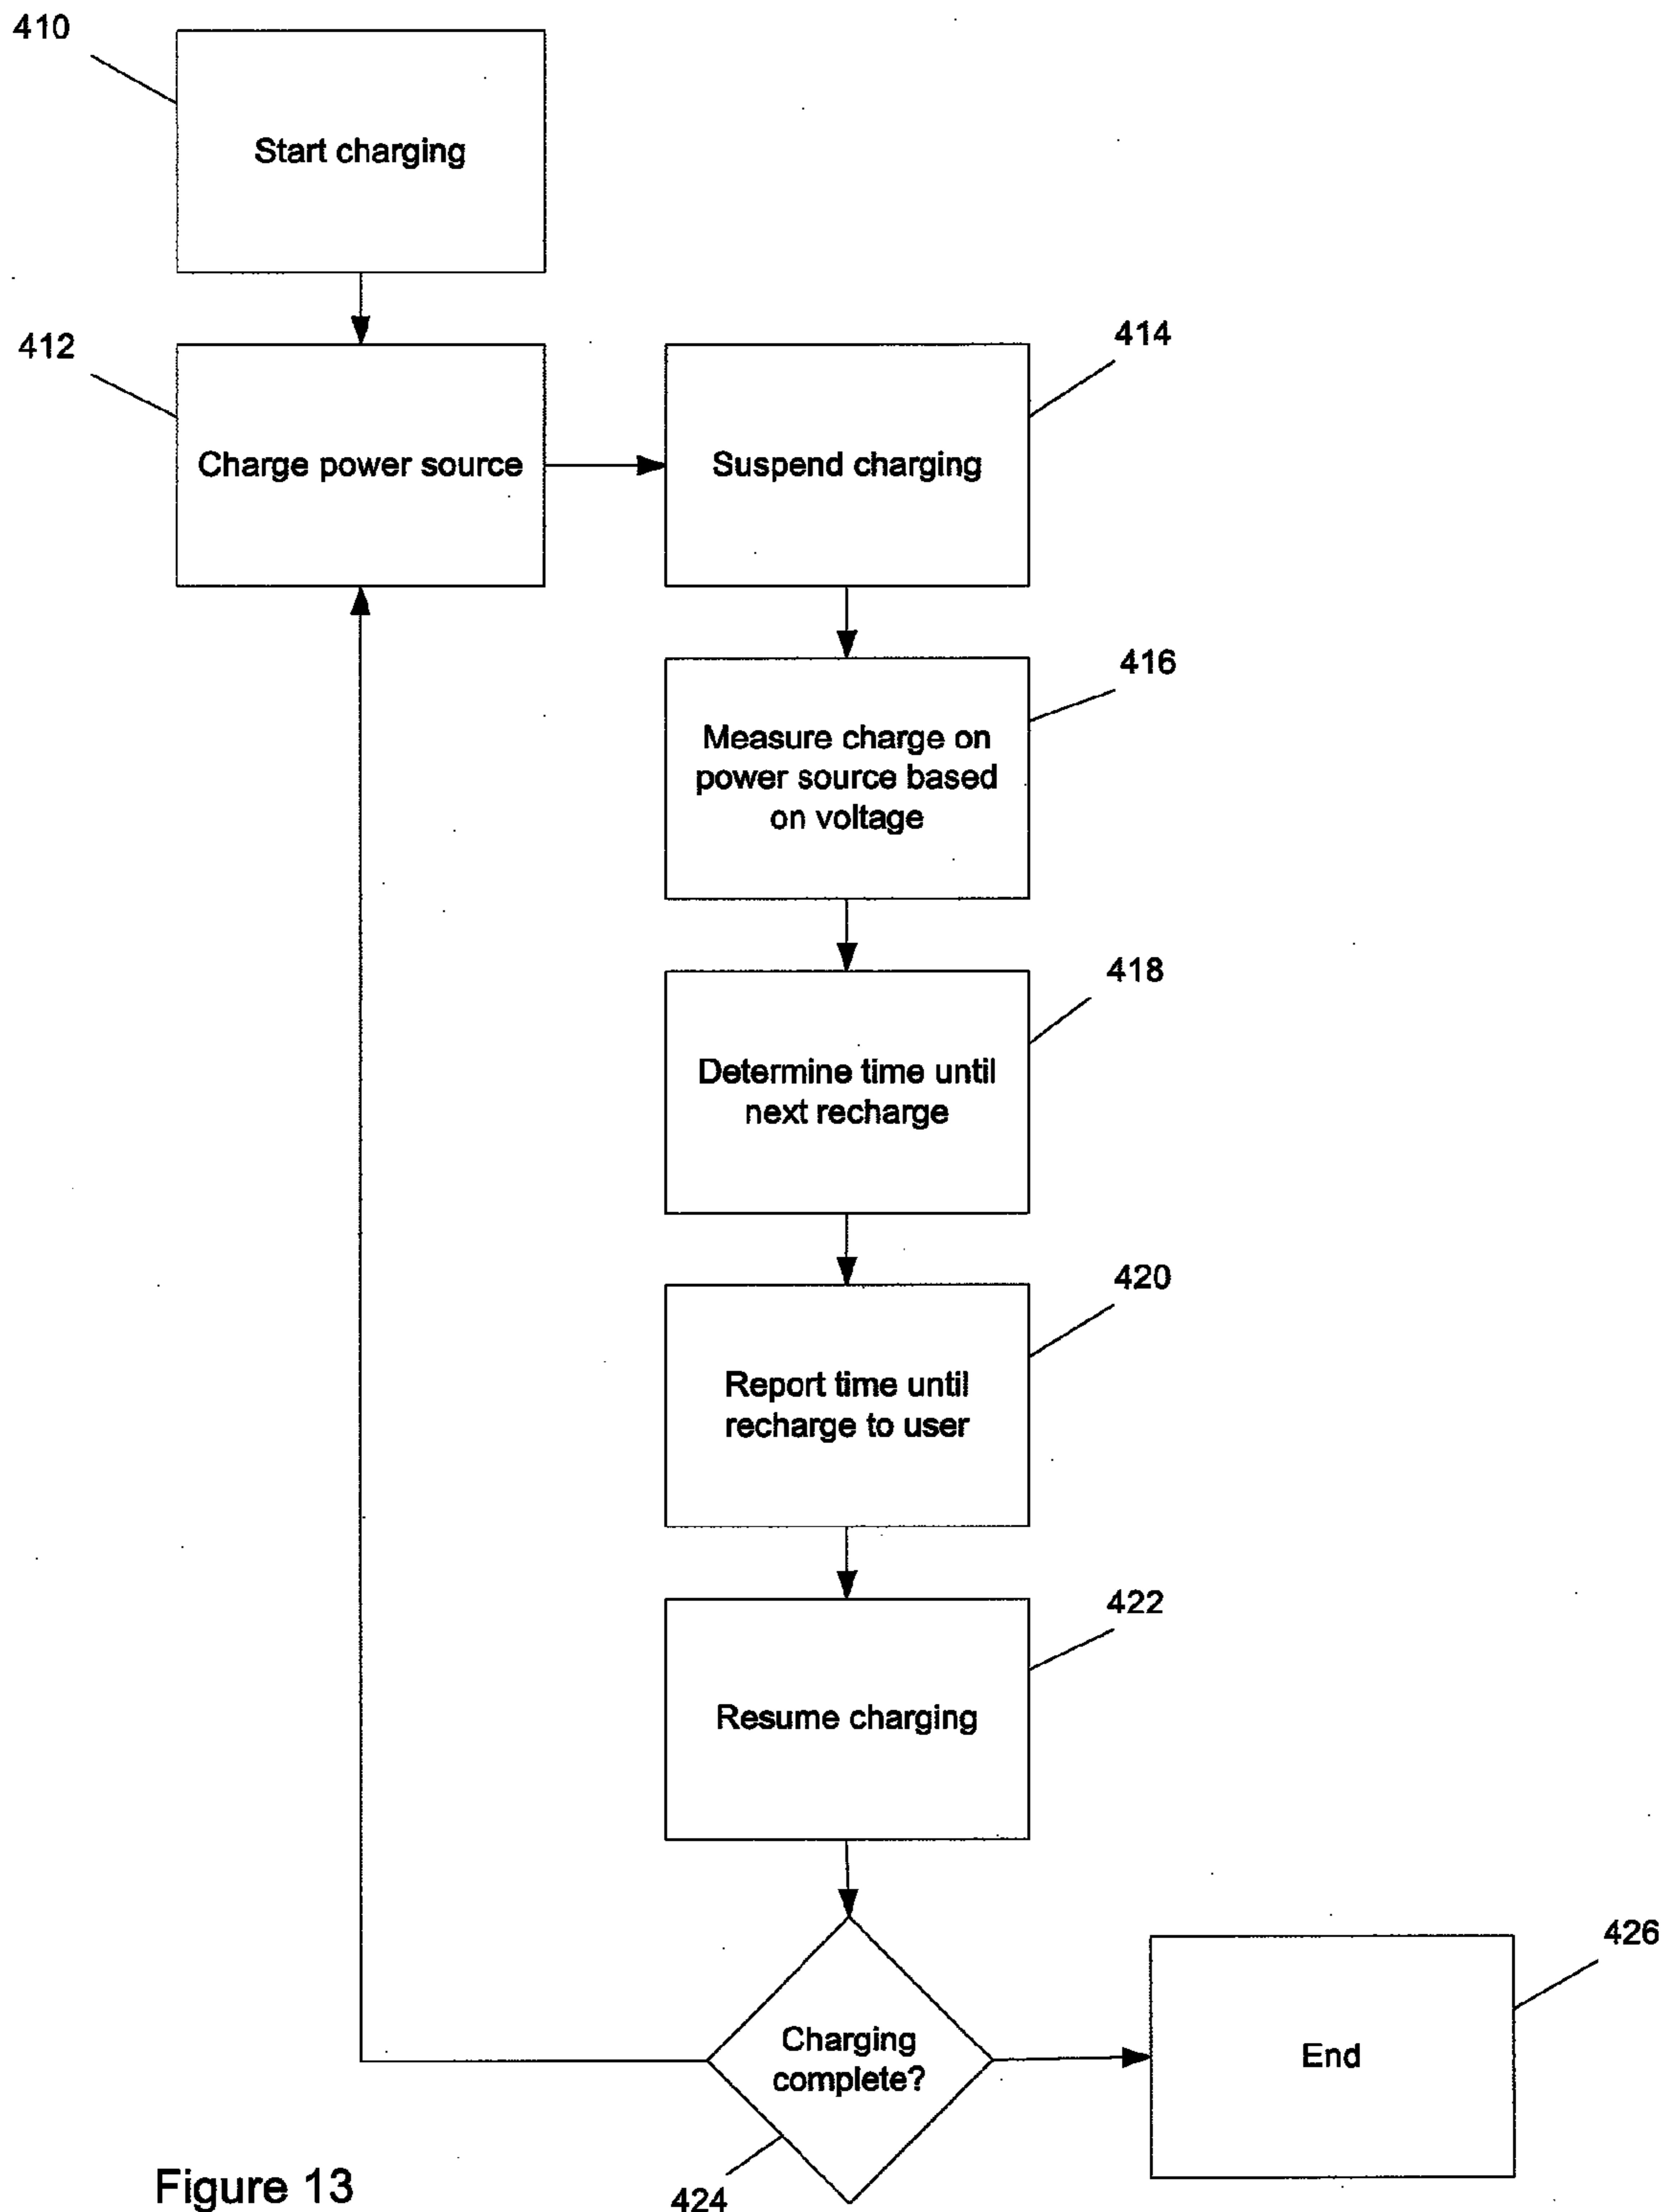 410
Start charging
412
Charge power source
414
Suspend charging
416
Measure charge on
power source based
on voltage
418
Determine time until
next recharge
420
Report time until
recharge to user
422
Resume charging
426
Charging
complete?
End
424
Figure 13